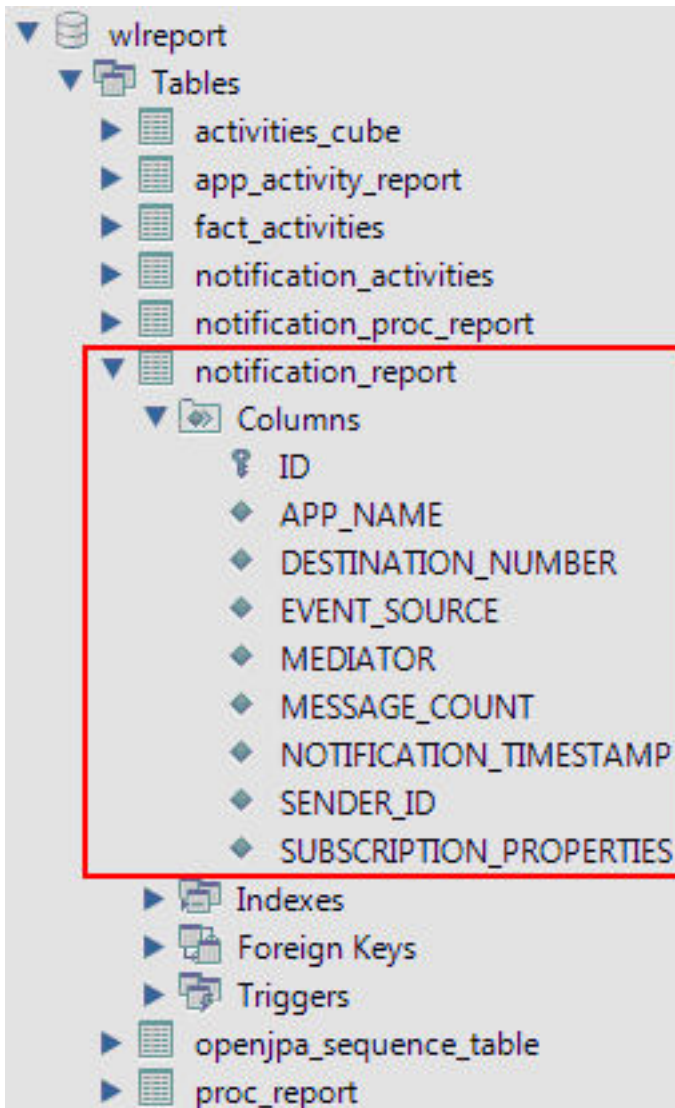 wlreport
Tables
activities_cube
app_activity_report
fact_activities
notification_activities
notification_proc_report
notification_report
Columns
ID
APP_NAME
DESTINATION_NUMBER
EVENT_SOURCE
MEDIATOR
MESSAGE_COUNT
NOTIFICATION_TIMESTAMP
SENDER_ID
SUBSCRIPTION_PROPERTIES
Indexes
Foreign Keys
Triggers
openjpa_sequence_table
proc_report